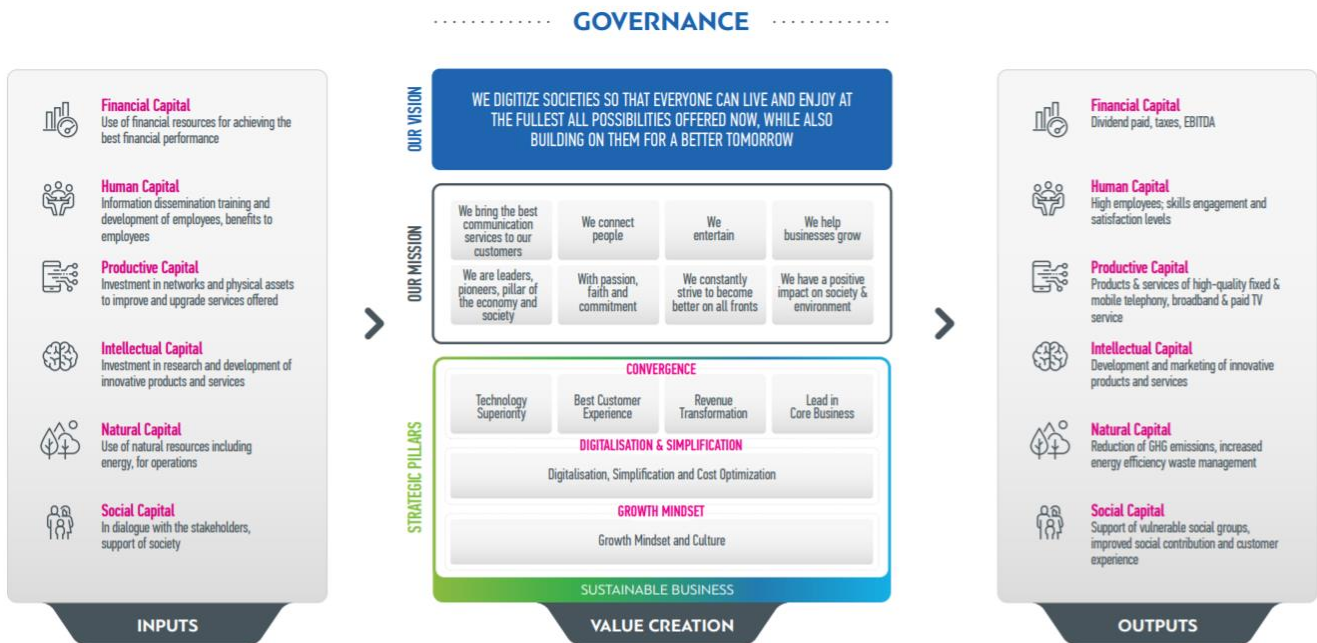 GOVERNANCE
Financial Capital
Use of financial resources for achieving the
best financial performance
Human Capital
Information dissemination training and
development of employees, benefits to
employees
Productive Capital
Investment in networks and physical assets
to improve and upgrade services offered
Intellectual Capital
Investment in research and development of
innovative products and services
Natural Capital
Use of natural resources including
energy, for operations
Social Capital
In dialogue with the stakeholders,
support of society
INPUTS
OUR VISION
WE DIGITIZE SOCIETIES SO THAT EVERYONE CAN LIVE AND ENJOY AT
THE FULLEST ALL POSSIBILITIES OFFERED NOW, WHILE ALSO
BUILDING ON THEM FOR A BETTER TOMORROW
OUR MISSION
We bring the best
communication
services to our
customers
We connect
people
We
entertain
We help
businesses grow
We are leaders,
pioneers, pillar of
the economy and
society
With passion,
faith and
commitment
We constantly
strive to become
better on all fronts
We have a positive
impact on society &
environment
STRATEGIC PILLARS
CONVERGENCE
Technology
Superiority
Best Customer
Experience
Revenue
Transformation
Lead in
Core Business
DIGITALISATION & SIMPLIFICATION
Digitalisation, Simplification and Cost Optimization
GROWTH MINDSET
Growth Mindset and Culture
SUSTAINABLE BUSINESS
VALUE CREATION
Financial Capital
Dividend paid, taxes, EBITDA
Human Capital
High employees; skills engagement and
satisfaction levels
Productive Capital
Products & services of high-quality fixed &
mobile telephony, broadband & paid TV
service
Intellectual Capital
Development and marketing of innovative
products and services
Natural Capital
Reduction of GHG emissions, increased
energy efficiency waste management
Social Capital
Support of vulnerable social groups,
improved social contribution and customer
experience
OUTPUTS